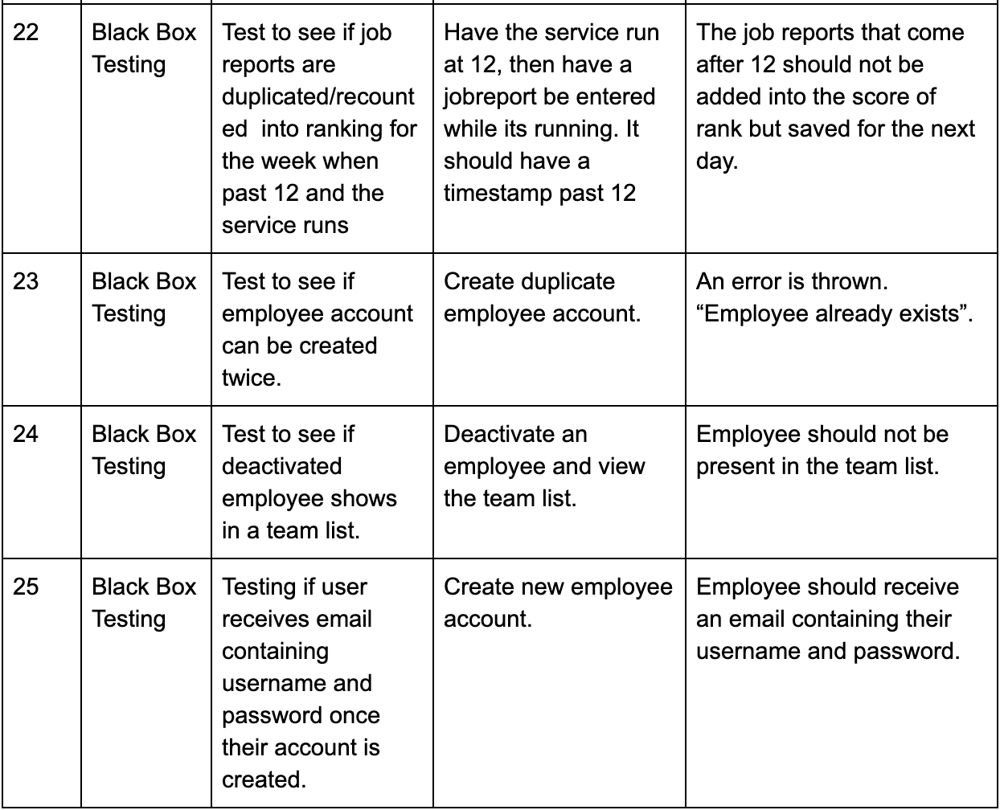 22
Black Box
Testing
Test to see if job
reports are
duplicated/recount
ed  into ranking for
the week when
past 12 and the
service runs
Have the service run
at 12, then have a
jobreport be entered
while its running. It
should have a
timestamp past 12
The job reports that come
after 12 should not be
added into the score of
rank but saved for the next
day.
23
Black Box
Testing
Test to see if
employee account
can be created
twice.
Create duplicate
employee account.
An error is thrown.
“Employee already exists”.
24
Black Box
Testing
Test to see if
deactivated
employee shows
in a team list.
Deactivate an
employee and view
the team list.
Employee should not be
present in the team list.
25
Black Box
Testing
Testing if user
receives email
containing
username and
password once
their account is
created.
Create new employee
account.
Employee should receive
an email containing their
username and password.